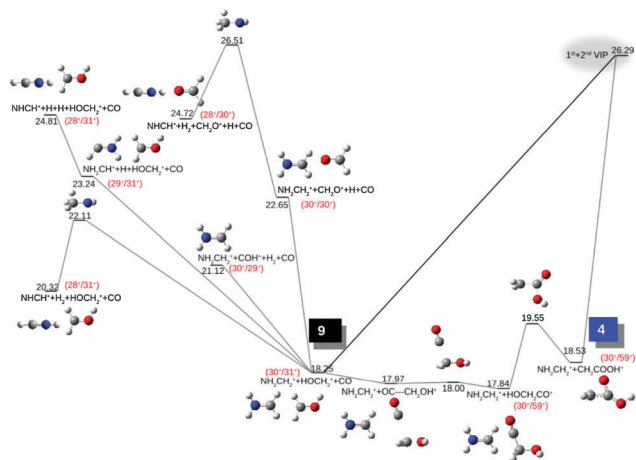 26.51
1st+2nd VIP
26.29
24.72
(28+/30+)
NHCH++H2+CH2O++H+CO
NHCH++H+H+HOCH2++CO
24.81
(28+/31+)
NH2CH++H+HOCH2++CO
23.24
(29+/31+)
22.65
NH2CH2++CH2O++H+CO
(30+/30+)
22.11
NH2CH2++COH++H2+CO
21.12
(30+/29+)
20.32
(28+/31+)
NHCH++H2+HOCH2++CO
9
4
19.55
18.53
(30+/59+)
NH2CH2++CH3COOH+
(30+/31+)
18.25
NH2CH2++HOCH2++CO
17.97
NH2CH2++OC---CH2OH+
18.00
17.84
NH2CH2++HOCH2CO+
(30+/59+)